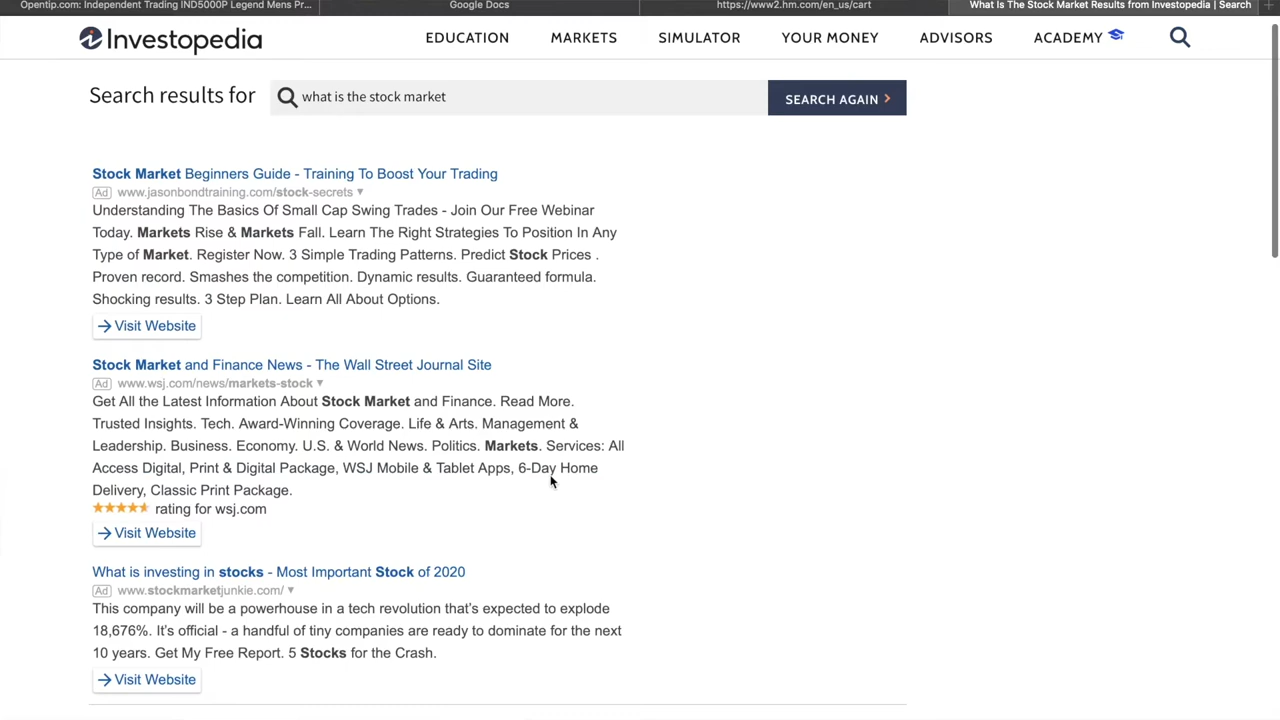 Opentip.com: Independent Trading IND5000P Legend Mens Pr...
Google Docs
https://www2.hm.com/en_us/cart
What Is The Stock Market Results from Investopedia | Search
Investopedia
EDUCATION
MARKETS
SIMULATOR
YOUR MONEY
ADVISORS
ACADEMY
Search results for
what is the stock market
SEARCH AGAIN >
Stock Market Beginners Guide - Training To Boost Your Trading
Ad www.jasonbondtraining.com/stock-secrets ▼
Understanding The Basics Of Small Cap Swing Trades - Join Our Free Webinar
Today. Markets Rise & Markets Fall. Learn The Right Strategies To Position In Any
Type of Market. Register Now. 3 Simple Trading Patterns. Predict Stock Prices .
Proven record. Smashes the competition. Dynamic results. Guaranteed formula.
Shocking results. 3 Step Plan. Learn All About Options.
Visit Website
Stock Market and Finance News - The Wall Street Journal Site
Ad www.wsj.com/news/markets-stock ▼
Get All the Latest Information About Stock Market and Finance. Read More.
Trusted Insights. Tech. Award-Winning Coverage. Life & Arts. Management &
Leadership. Business. Economy. U.S. & World News. Politics. Markets. Services: All
Access Digital, Print & Digital Package, WSJ Mobile & Tablet Apps, 6-Day Home
Delivery, Classic Print Package.
rating for wsj.com
Visit Website
What is investing in stocks - Most Important Stock of 2020
Ad www.stockmarketjunkie.com/ ▼
This company will be a powerhouse in a tech revolution that's expected to explode
18,676%. It's official - a handful of tiny companies are ready to dominate for the next
10 years. Get My Free Report. 5 Stocks for the Crash.
Visit Website